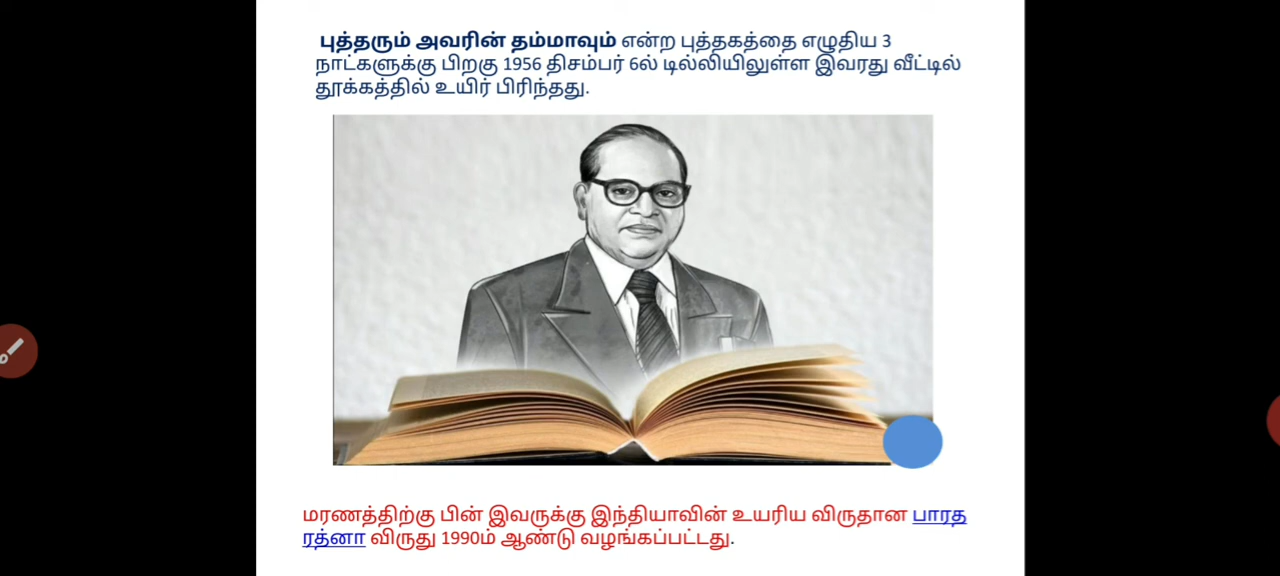 புத்தரும் அவரின் தம்மாவும் என்ற புத்தகத்தை எழுதிய 3
நாட்களுக்கு பிறகு 1956 திசம்பர் 6ல் டில்லியிலுள்ள இவரது வீட்டில்
தூக்கத்தில் உயிர் பிரிந்தது.
மரணத்திற்கு பின் இவருக்கு இந்தியாவின் உயரிய விருதான பாரத
ரத்னா விருது 1990ம் ஆண்டு வழங்கப்பட்டது.